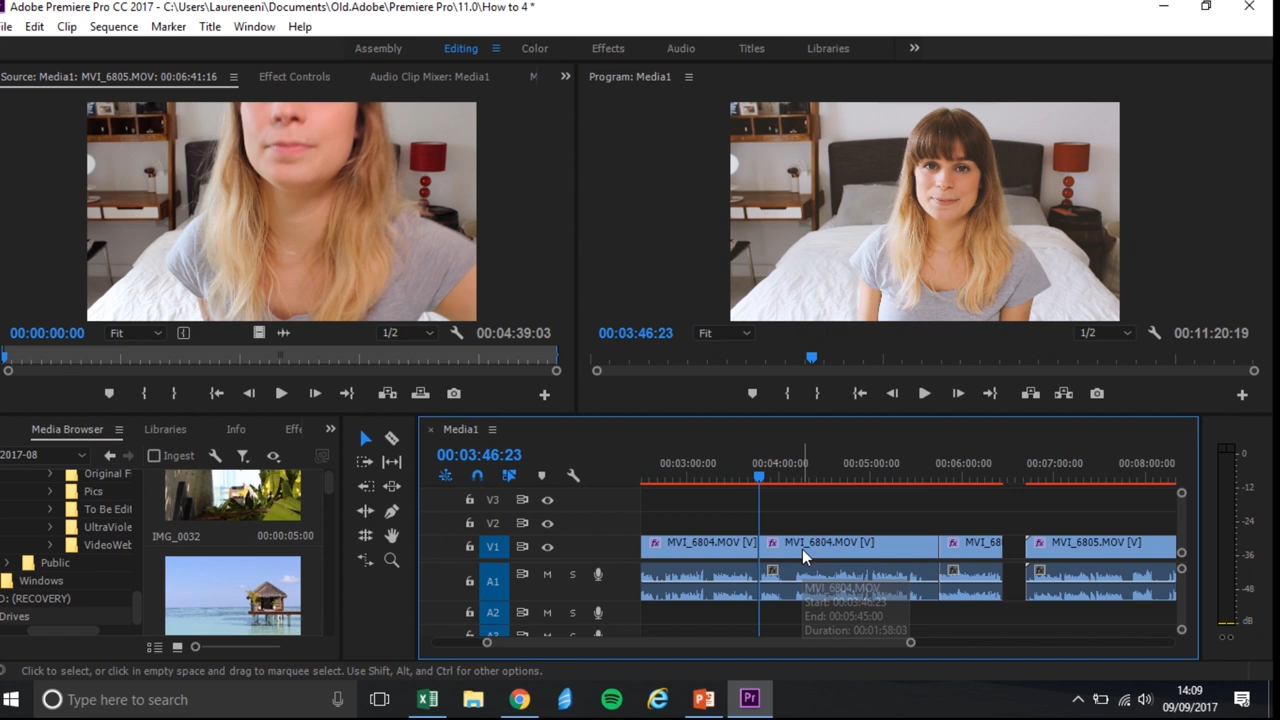 Adobe Premiere Pro CC 2017 - C:\Users\Laureneeni\Documents\Old.Adobe\Premiere Pro\11.0\How to 4 *
ile Edit Clip Sequence Marker Title Window Help
Assembly Editing Color Effects Audio Titles Libraries
Source: Media1: MVI_6805.MOV: 00:06:41:16 Effect Controls Audio Clip Mixer: Media1 M
Program: Media1
00:00:00:00 Fit 1/2 00:04:39:03
00:03:46:23 Fit 1/2 00:11:20:19
Media Browser Libraries Info Effe
2017-08 Ingest
Original F
Pics
To Be Edit
UltraViole
VideoWeb
Public
Windows
D: (RECOVERY)
Drives
IMG_0032 00:00:05:00
Media1
00:03:46:23
00:03:00:00 00:04:00:00 00:05:00:00 00:06:00:00 00:07:00:00 00:08:00:00
V3
V2
V1 MVI_6804.MOV [V] MVI_6804.MOV [V] MVI_68 MVI_6805.MOV [V]
A1 M S
A2 M S
MVI_6804.MOV
Start: 00:03:46:23
End: 00:05:45:00
Duration: 00:01:58:03
0
-12
-24
-36
-48
dB
Click to select, or click in empty space and drag to marquee select. Use Shift, Alt, and Ctrl for other options.
Type here to search
14:09
09/09/2017